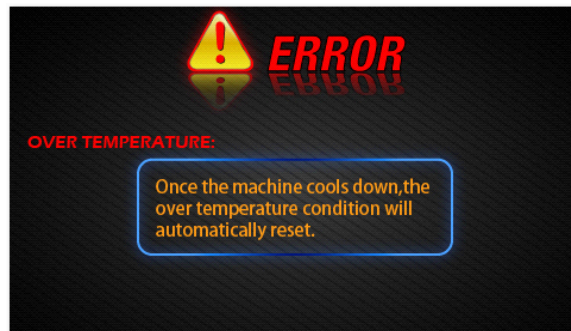 ERROR
OVER TEMPERATURE:
Once the machine cools down,the
over temperature condition will
automatically reset.